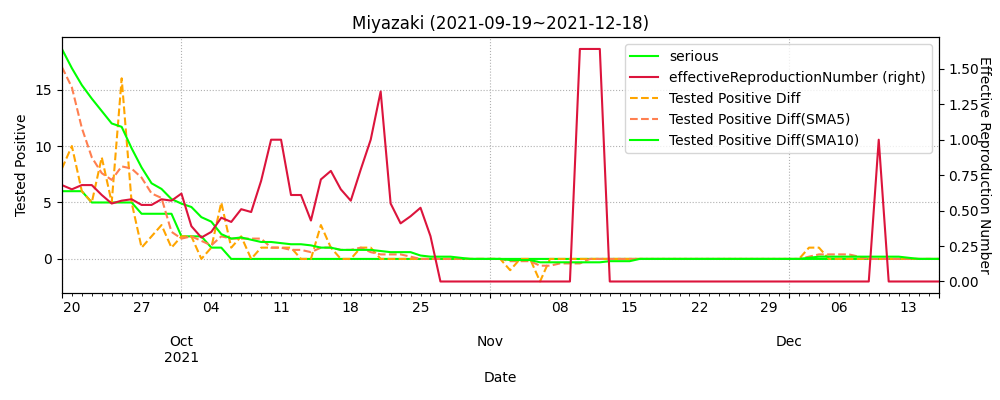 Miyazaki (2021-09-19~2021-12-18)
Tested Positive
15
10
5
0
serious
effectiveReproductionNumber (right)
Tested Positive Diff
Tested Positive Diff(SMA5)
Tested Positive Diff(SMA10)
1.50
1.25
1.00
0.75
0.50
0.25
0.00
Effective Reproduction Number
20 27 04 11 18 25 08 15 22 29 06 13
Oct Nov Dec
2021
Date